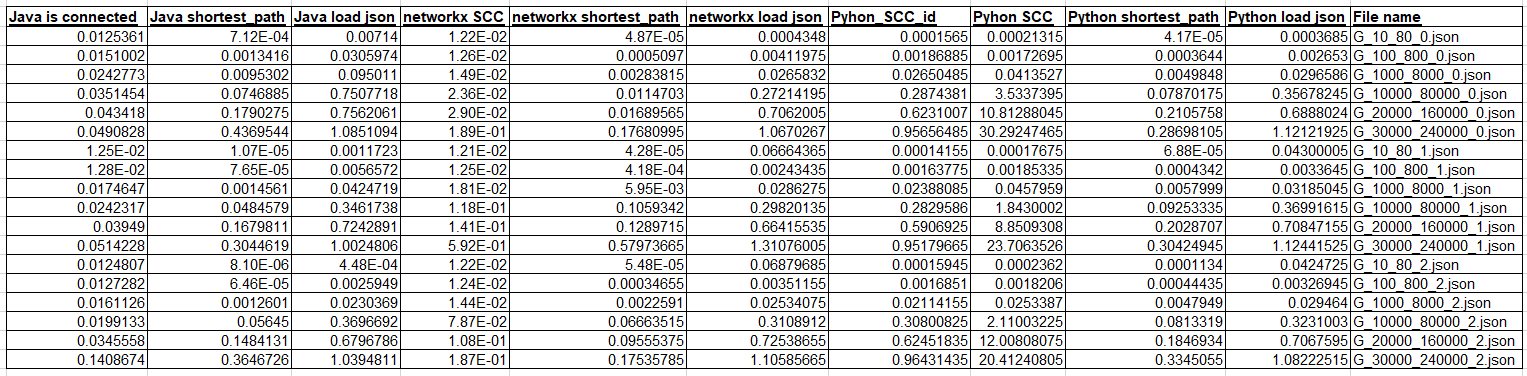 Java is connected Java shortest_path Java load json networkx SCC networkx shortest_path networkx load json Pyhon_SCC_id Pyhon SCC Python shortest_path Python load json File name
0.0125361 7.12E-04 0.00714 1.22E-02 4.87E-05 0.0004348 0.0001565 0.00021315 4.17E-05 0.0003685 G_10_80_0.json
0.0151002 0.0013416 0.0305974 1.26E-02 0.0005097 0.00411975 0.00186885 0.00172695 0.0003644 0.002653 G_100_800_0.json
0.0242773 0.0095302 0.095011 1.49E-02 0.00283815 0.0265832 0.02650485 0.0413527 0.0049848 0.0296586 G_1000_8000_0.json
0.0351454 0.0746885 0.7507718 2.36E-02 0.0114703 0.27214195 0.2874381 3.5337395 0.07870175 0.35678245 G_10000_80000_0.json
0.043418 0.1790275 0.7562061 2.90E-02 0.01689565 0.7062005 0.6231007 10.81288045 0.2105758 0.6888024 G_20000_160000_0.json
0.0490828 0.4369544 1.0851094 1.89E-01 0.17680995 1.0670267 0.95656485 30.29247465 0.28698105 1.12121925 G_30000_240000_0.json
1.25E-02 1.07E-05 0.0011723 1.21E-02 4.28E-05 0.06664365 0.00014155 0.00017675 6.88E-05 0.04300005 G_10_80_1.json
1.28E-02 7.65E-05 0.0056572 1.25E-02 4.18E-04 0.00243435 0.00163775 0.00185335 0.0004342 0.0033645 G_100_800_1.json
0.0174647 0.0014561 0.0424719 1.81E-02 5.95E-03 0.0286275 0.02388085 0.0457959 0.0057999 0.03185045 G_1000_8000_1.json
0.0242317 0.0484579 0.3461738 1.18E-01 0.1059342 0.29820135 0.2829586 1.8430002 0.09253335 0.36991615 G_10000_80000_1.json
0.03949 0.1679811 0.7242891 1.41E-01 0.1289715 0.66415535 0.5906925 8.8509308 0.2028707 0.70847155 G_20000_160000_1.json
0.0514228 0.3044619 1.0024806 5.92E-01 0.57973665 1.31076005 0.95179665 23.7063526 0.30424945 1.12441525 G_30000_240000_1.json
0.0124807 8.10E-06 4.48E-04 1.22E-02 5.48E-05 0.06879685 0.00015945 0.0002362 0.0001134 0.0424725 G_10_80_2.json
0.0127282 6.46E-05 0.0025949 1.24E-02 0.00034655 0.00351155 0.0016851 0.0018206 0.00044435 0.00326945 G_100_800_2.json
0.0161126 0.0012601 0.0230369 1.44E-02 0.0022591 0.02534075 0.02114155 0.0253387 0.0047949 0.029464 G_1000_8000_2.json
0.0199133 0.05645 0.3696692 7.87E-02 0.06663515 0.3108912 0.30800825 2.11003225 0.0813319 0.3231003 G_10000_80000_2.json
0.0345558 0.1484131 0.6796786 1.08E-01 0.09555375 0.72538655 0.62451835 12.00808075 0.1846934 0.7067595 G_20000_160000_2.json
0.1408674 0.3646726 1.0394811 1.87E-01 0.17535785 1.10585665 0.96431435 20.41240805 0.3345055 1.08222515 G_30000_240000_2.json